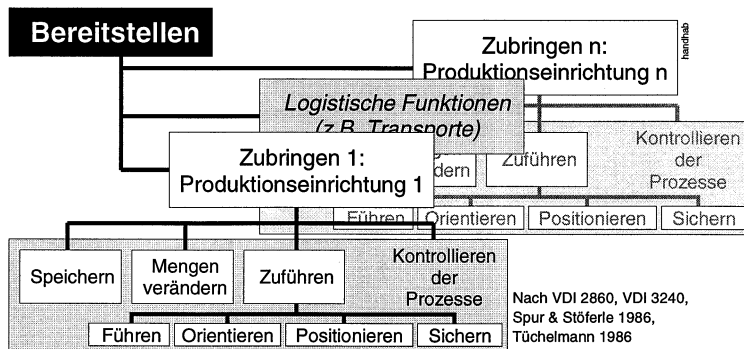 Bereitstellen
Zubringen n:
Produktionseinrichtung n
handhab
Logistische Funktionen
(z.B. Transporte)
Zubringen 1:
Produktionseinrichtung 1
Zuführen
Kontrollieren
der
Prozesse
Führen
Orientieren
Positionieren
Sichern
Speichern
Mengen
verändern
Zuführen
Kontrollieren
der
Prozesse
Führen
Orientieren
Positionieren
Sichern
Nach VDI 2860, VDI 3240,
Spur & Stöferle 1986,
Tüchelmann 1986